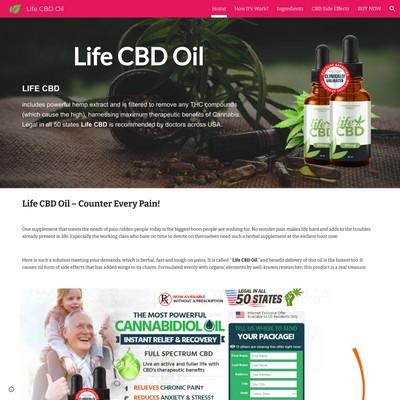 Life CBD Oil
Home
How It's Work?
Ingredients
CBD Side Effects
BUY NOW
Life CBD Oil
LIFE CBD
includes powerful hemp extract and is filtered to remove any THC compounds
(which cause the high), harnessing maximum therapeutic benefits of Cannabis.
Legal in all 50 states Life CBD is recommended by doctors across USA.
CLINICALLY
VALIDATED
life
CBD
life
CBD
Life CBD Oil – Counter Every Pain!
One supplement that meets the needs of pain ridden people today is the biggest boon people are wishing for. No wonder pain makes life hard and adds to the troubles
already present in life. Especially the working class who have no time to devote on themselves need such a herbal supplement at the earliest hour now.
Here is such a solution meeting your demands, which is herbal, fast and tough on pains. It is called "Life CBD Oil "and benefit delivery of this oil is the fastest too. It
causes nil form of side effects that has added wings to its charm. Formulated evenly with organic elements by well-known researcher, this product is a real treasure.
NOW AVAILABLE
WITHOUT A PRESCRIPTION
LEGAL IN ALL
50 STATES
THE MOST POWERFUL
CANNABIDIOL OIL
INSTANT RELIEF & RECOVERY
FULL SPECTRUM CBD
Live an active and fuller life with
CBD's therapeutic benefits
1 RELIEVES CHRONIC PAIN?
2 REDUCES ANXIETY & STRESS?
Internet Exclusive Offer
Available to US Residents Only
TELL US WHERE TO SEND
YOUR PACKAGE!
First Name
Last Name
Address
Zip Code
City
State